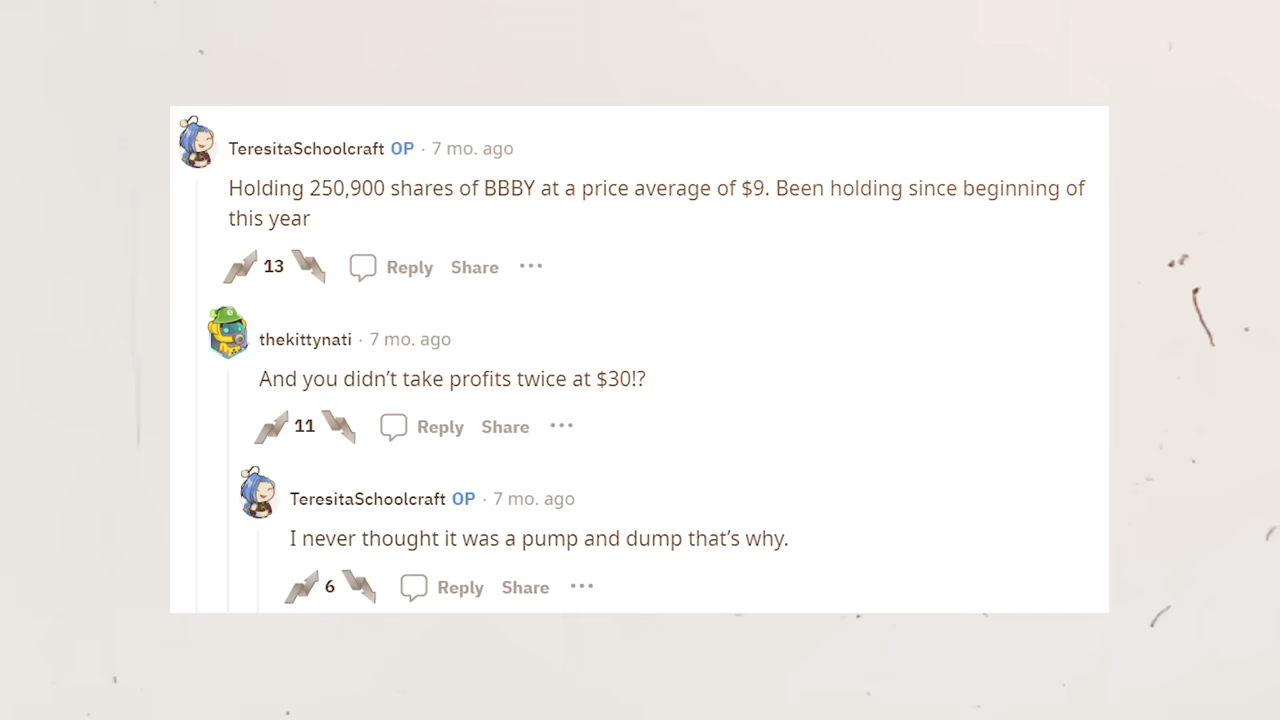 TeresitaSchoolcraft OP · 7 mo. ago
Holding 250,900 shares of BBBY at a price average of $9. Been holding since beginning of
this year
13 Reply Share ···
thekittynati · 7 mo. ago
And you didn’t take profits twice at $30!?
11 Reply Share ···
TeresitaSchoolcraft OP · 7 mo. ago
I never thought it was a pump and dump that’s why.
6 Reply Share ···